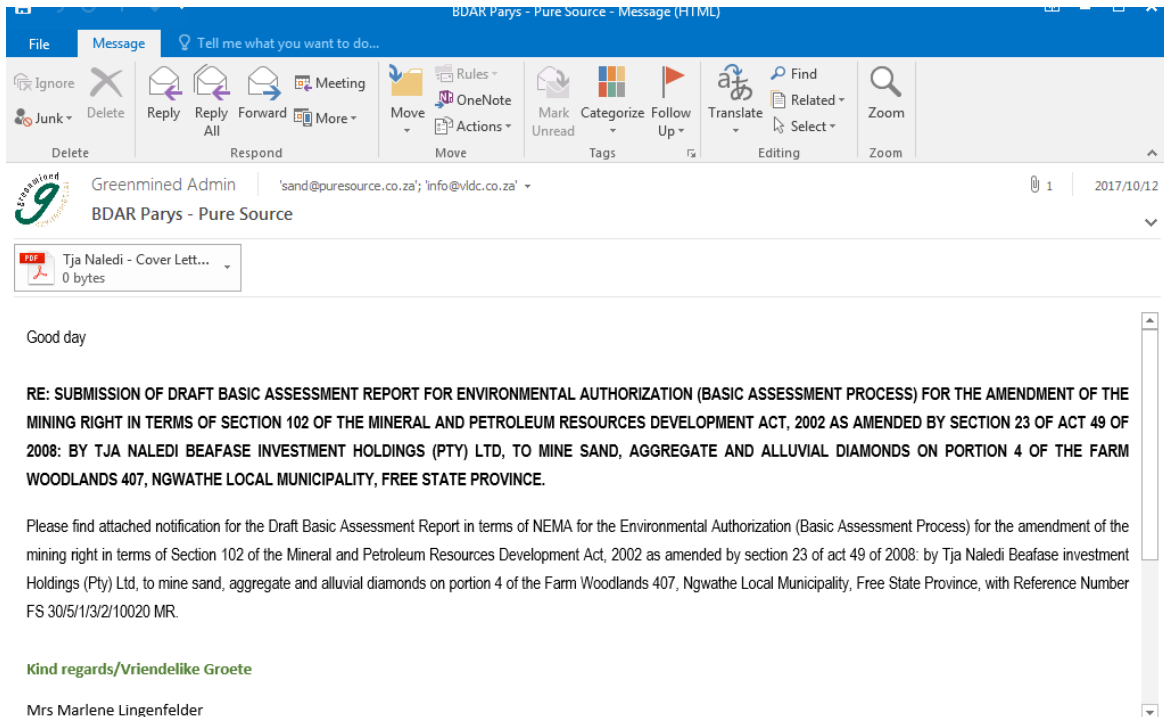 BDAR Parys - Pure Source - Message (HTML)
File Message Tell me what you want to do...
Ignore
Junk
Delete
Reply
Reply All
Forward
Meeting
More
Move
Rules
OneNote
Actions
Mark Unread
Categorize
Follow Up
Translate
Find
Related
Select
Zoom
Delete Respond Move Tags Editing Zoom
greenmined
Greenmined Admin 'sand@puresource.co.za'; 'info@vldc.co.za' 1 2017/10/12
BDAR Parys - Pure Source
PDF
Tja Naledi - Cover Lett...
0 bytes
Good day
RE: SUBMISSION OF DRAFT BASIC ASSESSMENT REPORT FOR ENVIRONMENTAL AUTHORIZATION (BASIC ASSESSMENT PROCESS) FOR THE AMENDMENT OF THE
MINING RIGHT IN TERMS OF SECTION 102 OF THE MINERAL AND PETROLEUM RESOURCES DEVELOPMENT ACT, 2002 AS AMENDED BY SECTION 23 OF ACT 49 OF
2008: BY TJA NALEDI BEAFASE INVESTMENT HOLDINGS (PTY) LTD, TO MINE SAND, AGGREGATE AND ALLUVIAL DIAMONDS ON PORTION 4 OF THE FARM
WOODLANDS 407, NGWATHE LOCAL MUNICIPALITY, FREE STATE PROVINCE.
Please find attached notification for the Draft Basic Assessment Report in terms of NEMA for the Environmental Authorization (Basic Assessment Process) for the amendment of the
mining right in terms of Section 102 of the Mineral and Petroleum Resources Development Act, 2002 as amended by section 23 of act 49 of 2008: by Tja Naledi Beafase investment
Holdings (Pty) Ltd, to mine sand, aggregate and alluvial diamonds on portion 4 of the Farm Woodlands 407, Ngwathe Local Municipality, Free State Province, with Reference Number
FS 30/5/1/3/2/10020 MR.
Kind regards/Vriendelike Groete
Mrs Marlene Lingenfelder